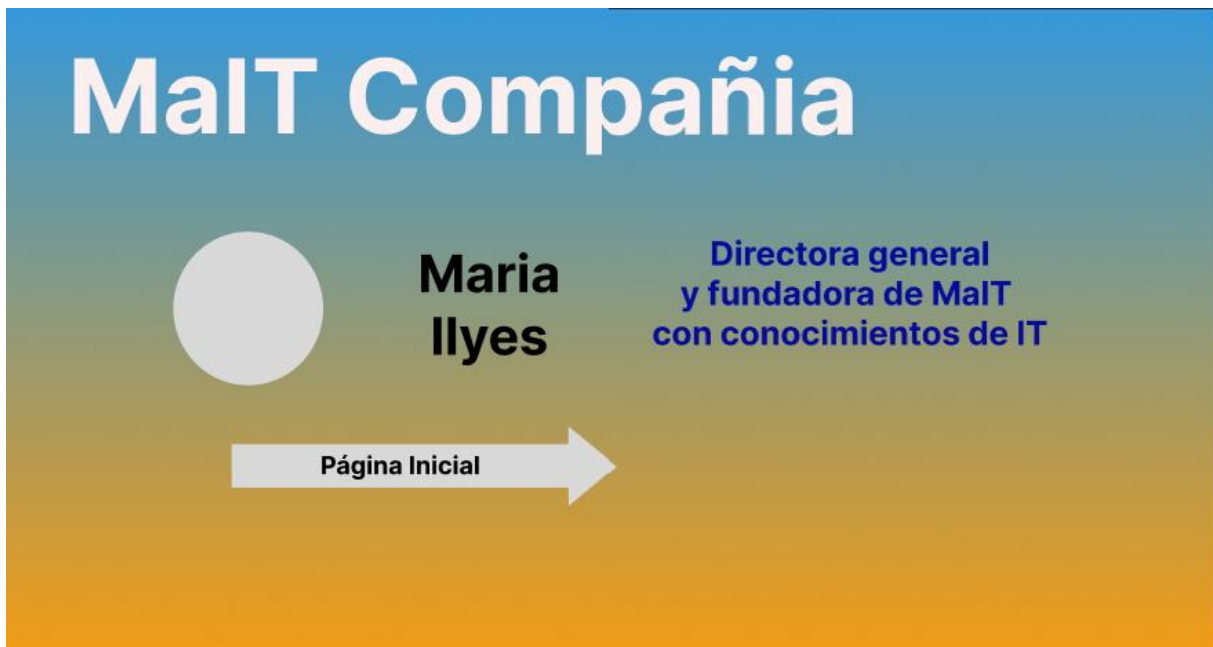 MaIT Compañia
Maria
Ilyes
Directora general
y fundadora de MaIT
con conocimientos de IT
Página Inicial